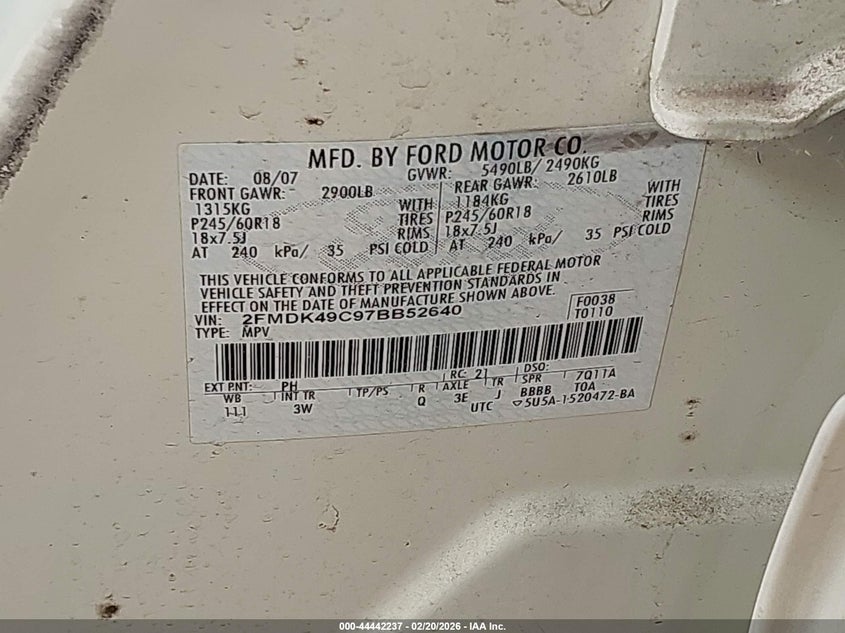 MFD. BY FORD MOTOR CO.
DATE: 08/07 GVWR: 5490LB/ 2490KG
FRONT GAWR: 2900LB REAR GAWR: 2610LB
1315KG WITH 1184KG WITH
P245/60R18 TIRES P245/60R18 TIRES
18x7.5J RIMS 18x7.5J RIMS
AT 240 kPa/ 35 PSI COLD AT 240 kPa/ 35 PSI COLD
THIS VEHICLE CONFORMS TO ALL APPLICABLE FEDERAL MOTOR
VEHICLE SAFETY AND THEFT PREVENTION STANDARDS IN
EFFECT ON THE DATE OF MANUFACTURE SHOWN ABOVE.
VIN: 2FMDK49C97BB52640 F0038
TYPE: MPV T0110
EXT PNT: PH RC: 21 DSO:
WB INT TR TP/PS R AXLE TR SPR 7Q11A
111 3W Q 3E J BBBB TOA
UTC ▽5U5A-1520472-BA
000-44442237 - 02/20/2026 - IAA Inc.